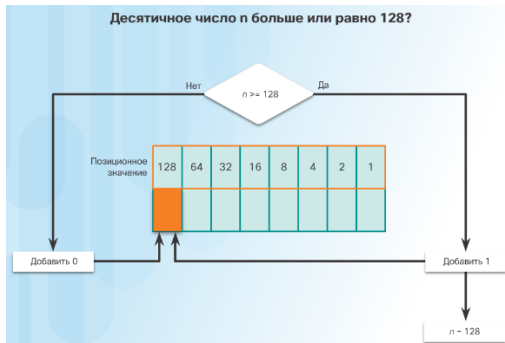 Десятичное число n больше или равно 128?
Нет
n >= 128
Да
Позиционное
значение
128 64 32 16 8 4 2 1
Добавить 0
Добавить 1
n - 128